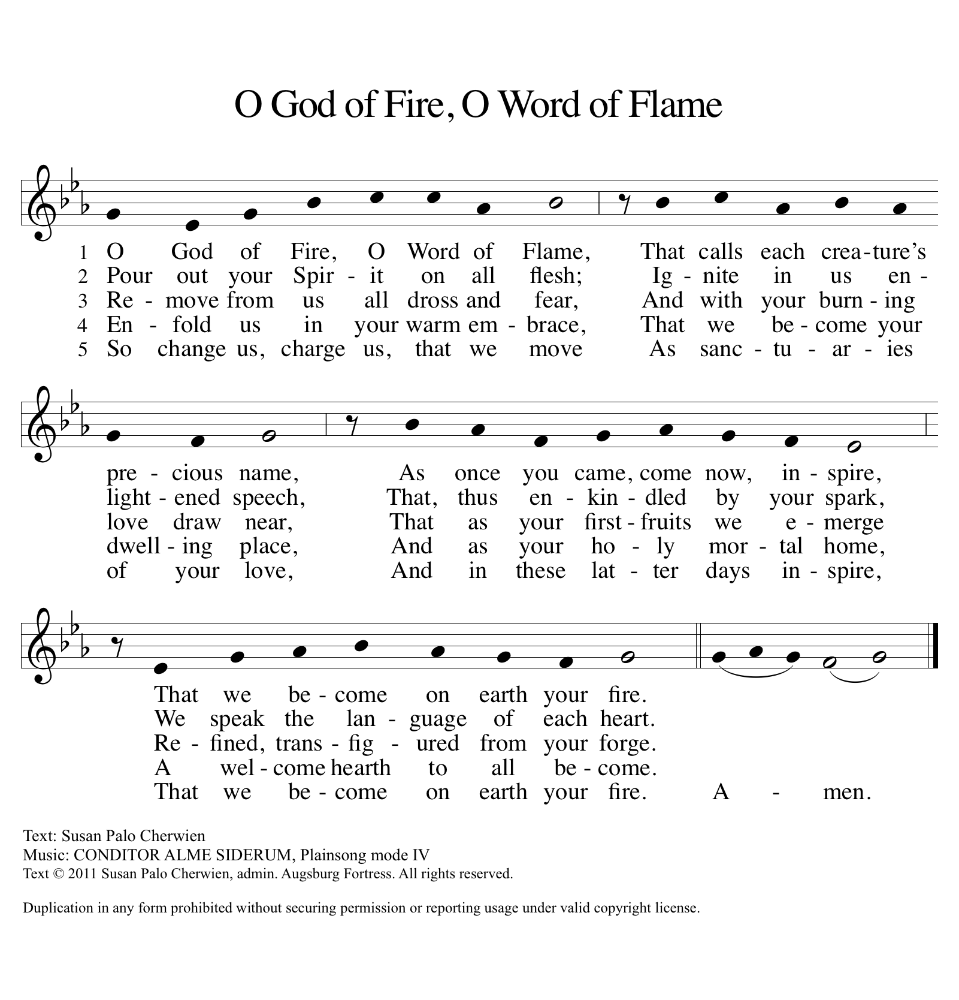 O God of Fire, O Word of Flame
1 O God of Fire, O Word of Flame, That calls each crea-ture's
2 Pour out your Spir - it on all flesh; Ig - nite in us en -
3 Re - move from us all dross and fear, And with your burn - ing
4 En - fold us in your warm em - brace, That we be - come your
5 So change us, charge us, that we move As sanc - tu - ar - ies
pre - cious name, As once you came, come now, in - spire,
light - ened speech, That, thus en - kin - dled by your spark,
love draw near, That as your first - fruits we e - merge
dwell - ing place, And as your ho - ly mor - tal home,
of your love, And in these lat - ter days in - spire,
That we be - come on earth your fire.
We speak the lan - guage of each heart.
Re - fined, trans - fig - ured from your forge.
A wel - come hearth to all be - come.
That we be - come on earth your fire. A - men.
Text: Susan Palo Cherwien
Music: CONDITOR ALME SIDERUM, Plainsong mode IV
Text © 2011 Susan Palo Cherwien, admin. Augsburg Fortress. All rights reserved.
Duplication in any form prohibited without securing permission or reporting usage under valid copyright license.